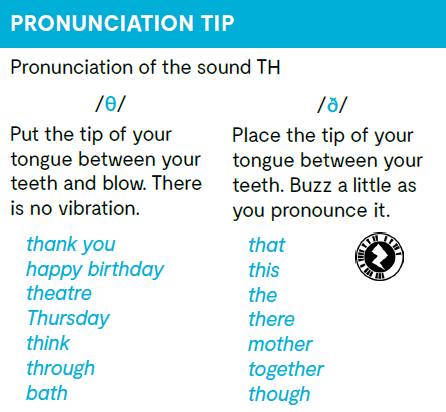 PRONUNCIATION TIP
Pronunciation of the sound TH
/θ/
Put the tip of your
tongue between your
teeth and blow. There
is no vibration.
thank you
happy birthday
theatre
Thursday
think
through
bath
/ð/
Place the tip of your
tongue between your
teeth. Buzz a little as
you pronounce it.
that
this
the
there
mother
together
though